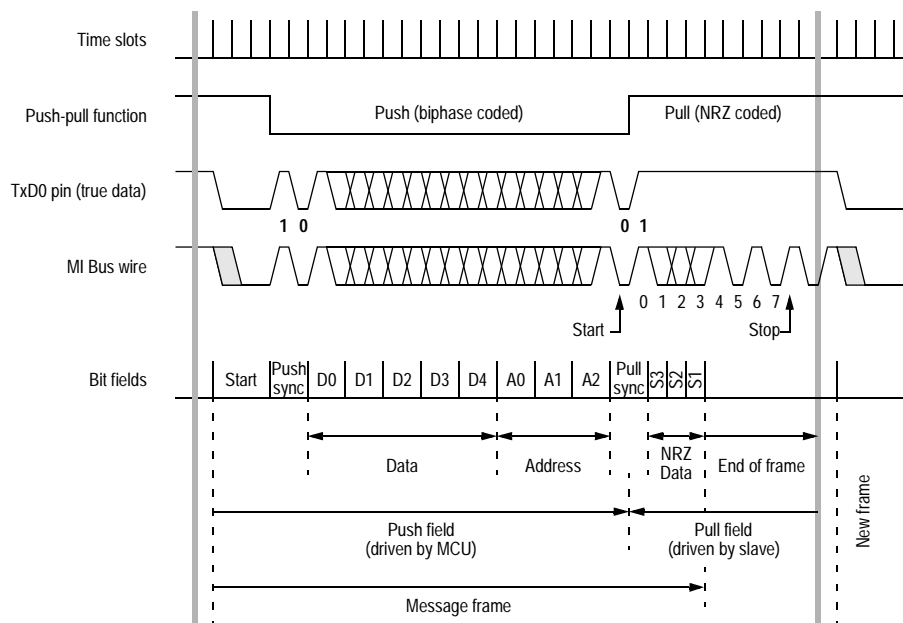 Time slots
Push-pull function
Push (biphase coded)
Pull (NRZ coded)
TxD0 pin (true data)
1 0
0 1
MI Bus wire
0 1 2 3 4 5 6 7
Start
Stop
Bit fields
Start
Push
sync
D0
D1
D2
D3
D4
A0
A1
A2
Pull
sync
S3
S2
S1
Data
Address
NRZ
Data
End of frame
Push field
(driven by MCU)
Pull field
(driven by slave)
New frame
Message frame